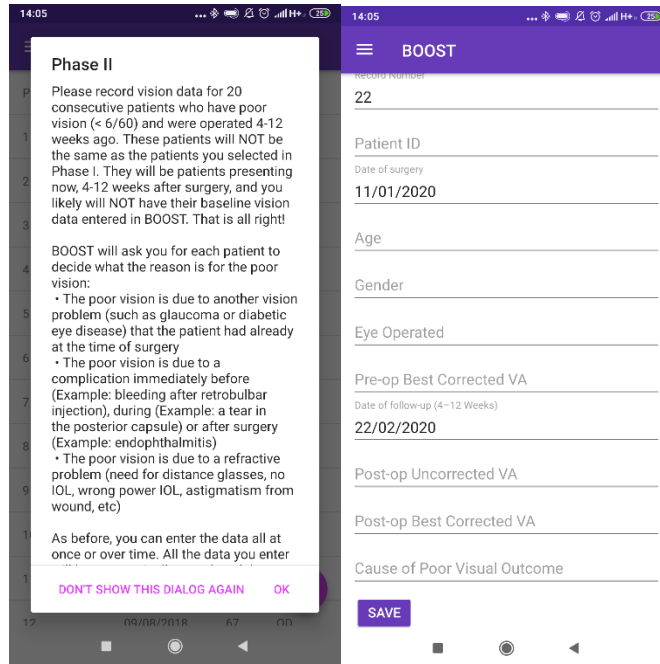 14:05
... H+ 25
Phase II
Please record vision data for 20
consecutive patients who have poor
vision (< 6/60) and were operated 4-12
weeks ago. These patients will NOT be
the same as the patients you selected in
Phase I. They will be patients presenting
now, 4-12 weeks after surgery, and you
likely will NOT have their baseline vision
data entered in BOOST. That is all right!
BOOST will ask you for each patient to
decide what the reason is for the poor
vision:
• The poor vision is due to another vision
problem (such as glaucoma or diabetic
eye disease) that the patient had already
at the time of surgery
• The poor vision is due to a
complication immediately before
(Example: bleeding after retrobulbar
injection), during (Example: a tear in
the posterior capsule) or after surgery
(Example: endophthalmitis)
• The poor vision is due to a refractive
problem (need for distance glasses, no
IOL, wrong power IOL, astigmatism from
wound, etc)
As before, you can enter the data all at
once or over time. All the data you enter
DON'T SHOW THIS DIALOG AGAIN OK
P
1
2
3
4
5
6
7
8
9
12 09/08/2018 67 OD
14:05
... H+ 25
BOOST
Record Number
22
Patient ID
Date of surgery
11/01/2020
Age
Gender
Eye Operated
Pre-op Best Corrected VA
Date of follow-up (4–12 Weeks)
22/02/2020
Post-op Uncorrected VA
Post-op Best Corrected VA
Cause of Poor Visual Outcome
SAVE